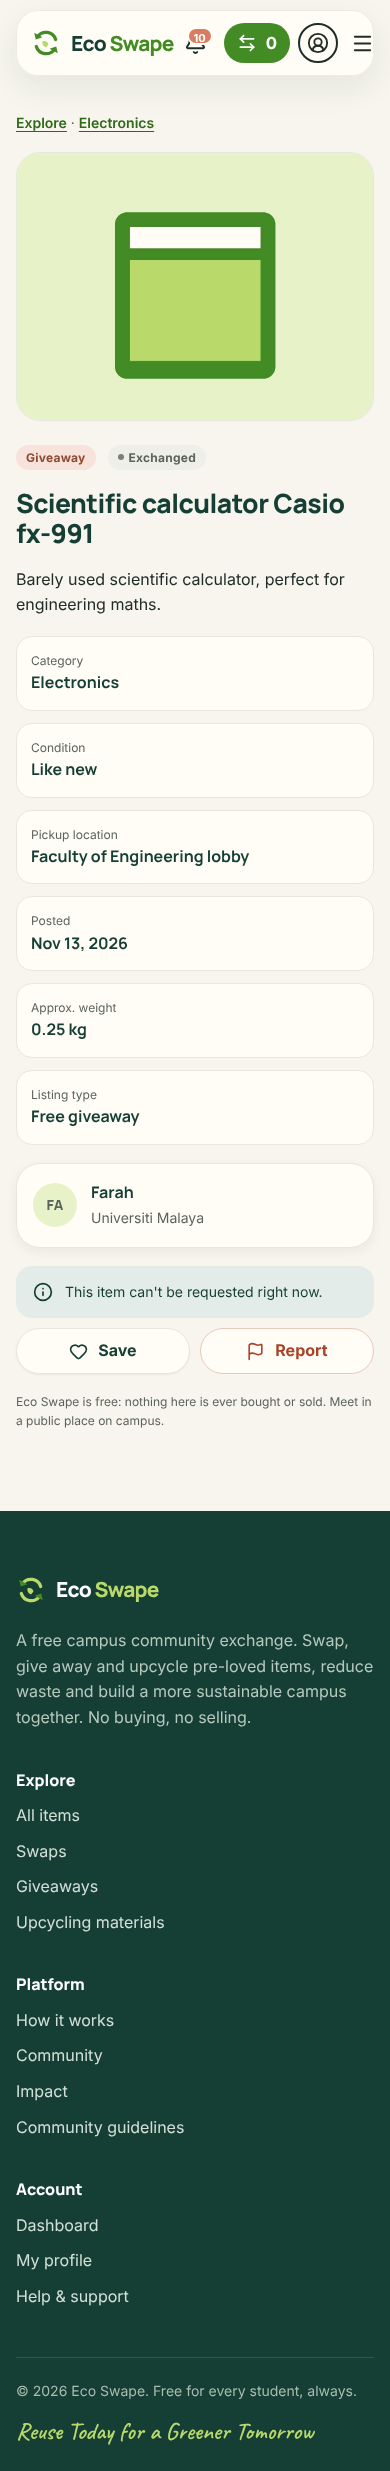 Eco Swape
10
0
Explore · Electronics
Giveaway
Exchanged
Scientific calculator Casio
fx-991
Barely used scientific calculator, perfect for
engineering maths.
Category
Electronics
Condition
Like new
Pickup location
Faculty of Engineering lobby
Posted
Nov 13, 2026
Approx. weight
0.25 kg
Listing type
Free giveaway
FA
Farah
Universiti Malaya
This item can't be requested right now.
Save
Report
Eco Swape is free: nothing here is ever bought or sold. Meet in
a public place on campus.
Eco Swape
A free campus community exchange. Swap,
give away and upcycle pre-loved items, reduce
waste and build a more sustainable campus
together. No buying, no selling.
Explore
All items
Swaps
Giveaways
Upcycling materials
Platform
How it works
Community
Impact
Community guidelines
Account
Dashboard
My profile
Help & support
© 2026 Eco Swape. Free for every student, always.
Reuse Today for a Greener Tomorrow